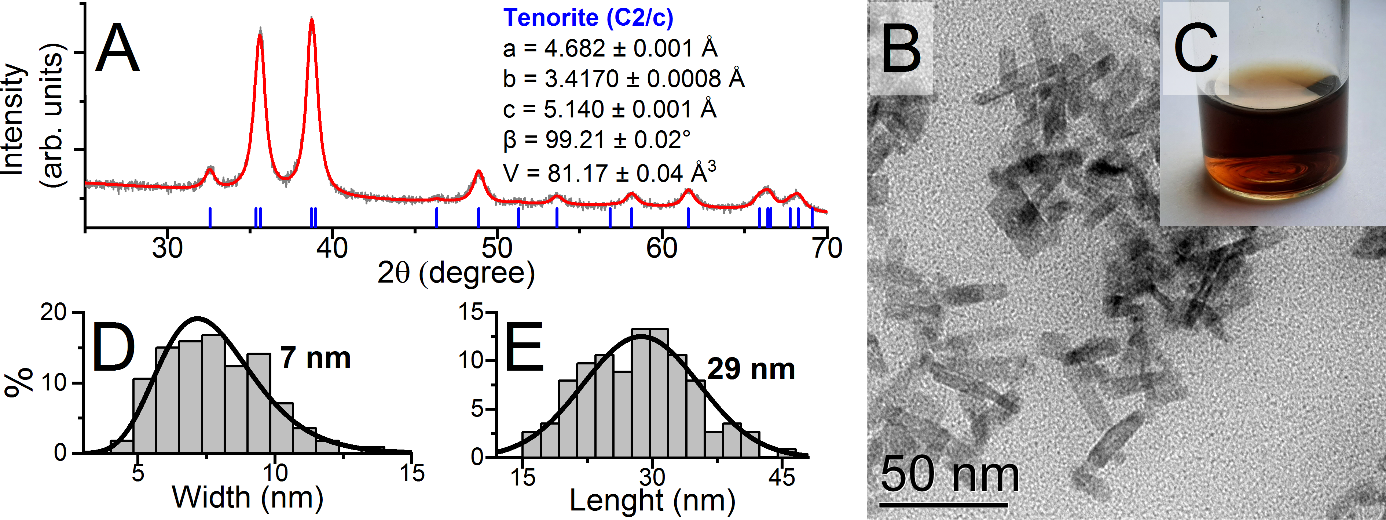 A
Intensity
(arb. units)
Tenorite (C2/c)
a = 4.682 ± 0.001 Å
b = 3.4170 ± 0.0008 Å
c = 5.140 ± 0.001 Å
β = 99.21 ± 0.02°
V = 81.17 ± 0.04 Å³
30 40 50 60 70
2θ (degree)
B
C
50 nm
D
%
20
10
0
7 nm
5 10 15
Width (nm)
E
15
10
5
0
29 nm
15 30 45
Lenght (nm)